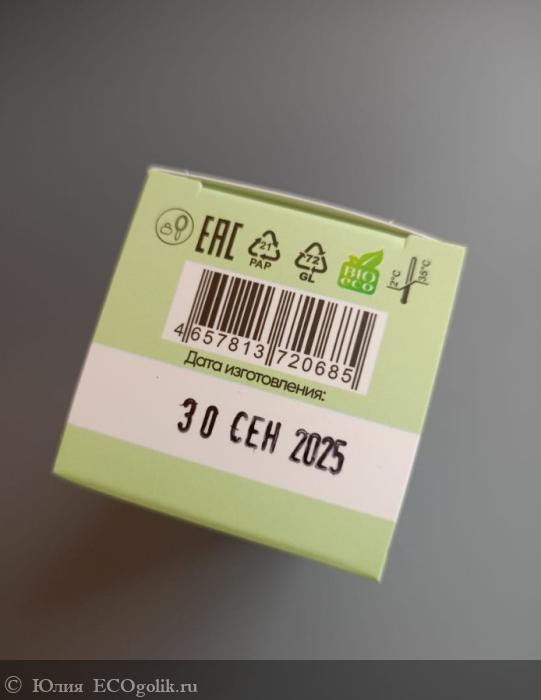 EAC
21
PAP
72
GL
BIO
eco
2°C
35°C
4 657813 720685
Дата изготовления:
30 СЕН 2025
© Юлия ECOgolik.ru